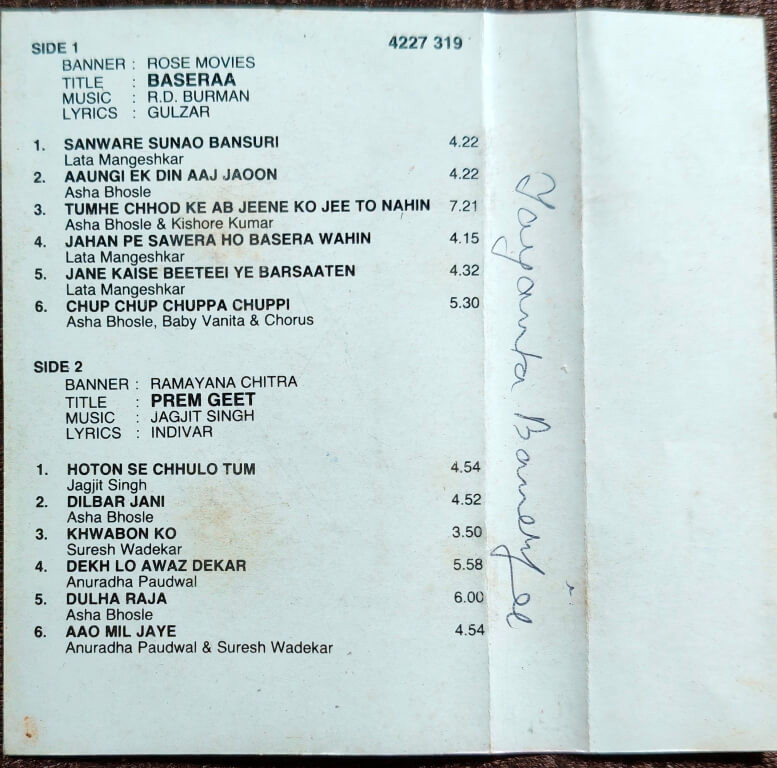 SIDE 1 4227 319
BANNER : ROSE MOVIES
TITLE : BASERAA
MUSIC : R.D. BURMAN
LYRICS : GULZAR
1. SANWARE SUNAO BANSURI 4.22
Lata Mangeshkar
2. AAUNGI EK DIN AAJ JAOON 4.22
Asha Bhosle
3. TUMHE CHHOD KE AB JEENE KO JEE TO NAHIN 7.21
Asha Bhosle & Kishore Kumar
4. JAHAN PE SAWERA HO BASERA WAHIN 4.15
Lata Mangeshkar
5. JANE KAISE BEETEEI YE BARSAATEN 4.32
Lata Mangeshkar
6. CHUP CHUP CHUPPA CHUPPI 5.30
Asha Bhosle, Baby Vanita & Chorus
SIDE 2
BANNER : RAMAYANA CHITRA
TITLE : PREM GEET
MUSIC : JAGJIT SINGH
LYRICS : INDIVAR
1. HOTON SE CHHULO TUM 4.54
Jagjit Singh
2. DILBAR JANI 4.52
Asha Bhosle
3. KHWABON KO 3.50
Suresh Wadekar
4. DEKH LO AWAZ DEKAR 5.58
Anuradha Paudwal
5. DULHA RAJA 6.00
Asha Bhosle
6. AAO MIL JAYE 4.54
Anuradha Paudwal & Suresh Wadekar
Banerjee